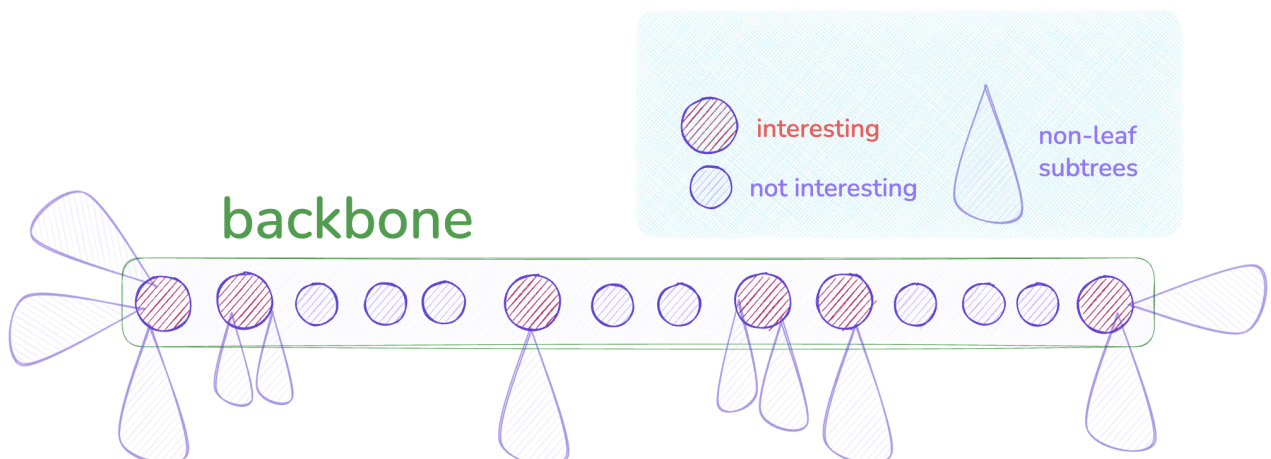 interesting
not interesting
non-leaf
subtrees
backbone